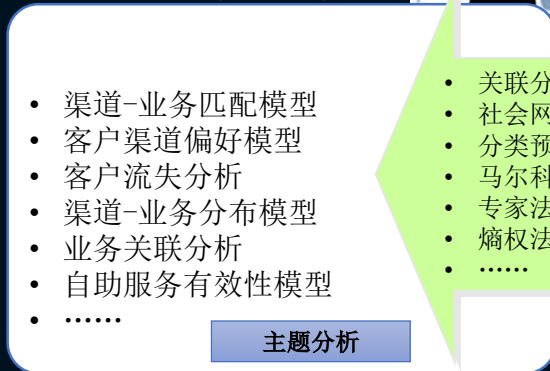 • 渠道-业务匹配模型
• 客户渠道偏好模型
• 客户流失分析
• 渠道-业务分布模型
• 业务关联分析
• 自助服务有效性模型
• ……
主题分析
• 关联分
• 社会网
• 分类预
• 马尔科
• 专家法
• 熵权法
• ……